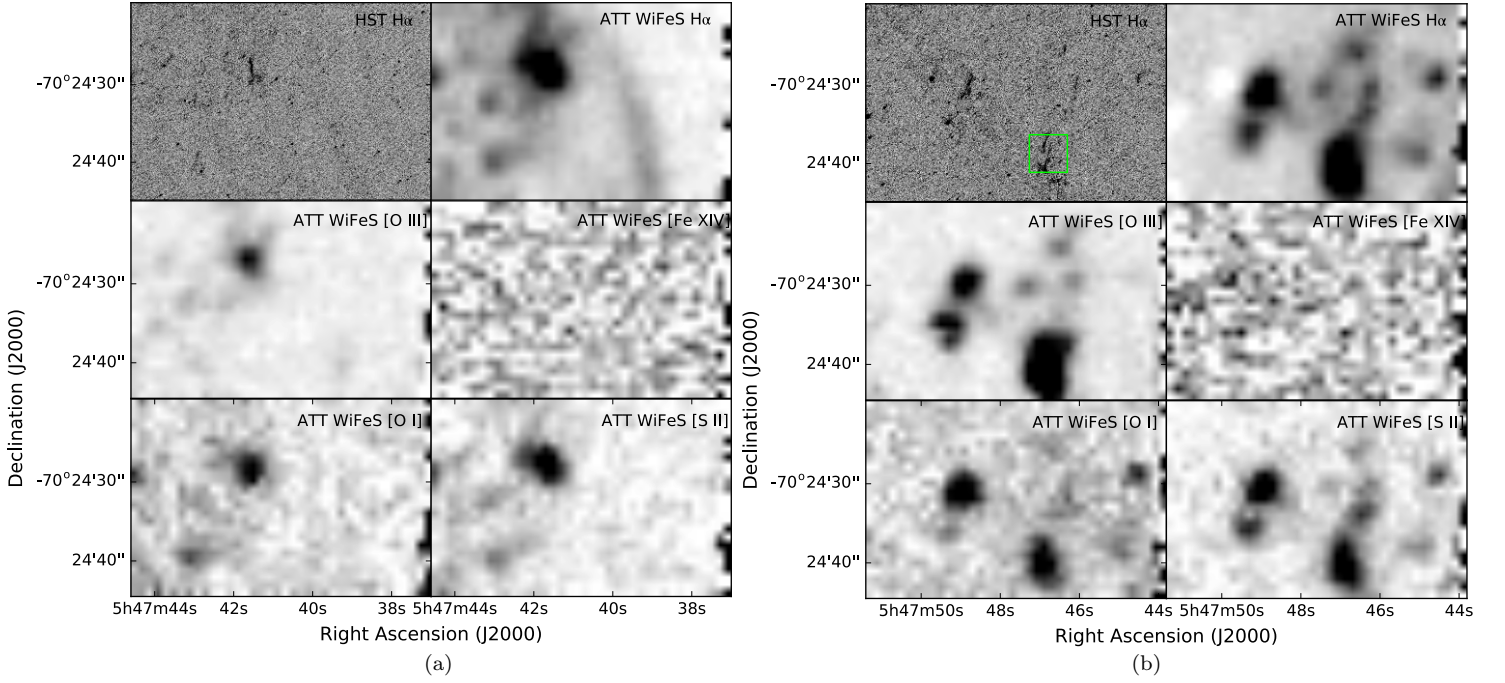 HST Hα
ATT WiFeS Hα
ATT WiFeS [O III]
ATT WiFeS [Fe XIV]
ATT WiFeS [O I]
ATT WiFeS [S II]
-70°24'30"
24'40"
-70°24'30"
24'40"
-70°24'30"
24'40"
Declination (J2000)
5h47m44s 42s 40s 38s 5h47m44s 42s 40s 38s
Right Ascension (J2000)
(a)
HST Hα
ATT WiFeS Hα
ATT WiFeS [O III]
ATT WiFeS [Fe XIV]
ATT WiFeS [O I]
ATT WiFeS [S II]
-70°24'30"
24'40"
-70°24'30"
24'40"
-70°24'30"
24'40"
Declination (J2000)
5h47m50s 48s 46s 44s 5h47m50s 48s 46s 44s
Right Ascension (J2000)
(b)